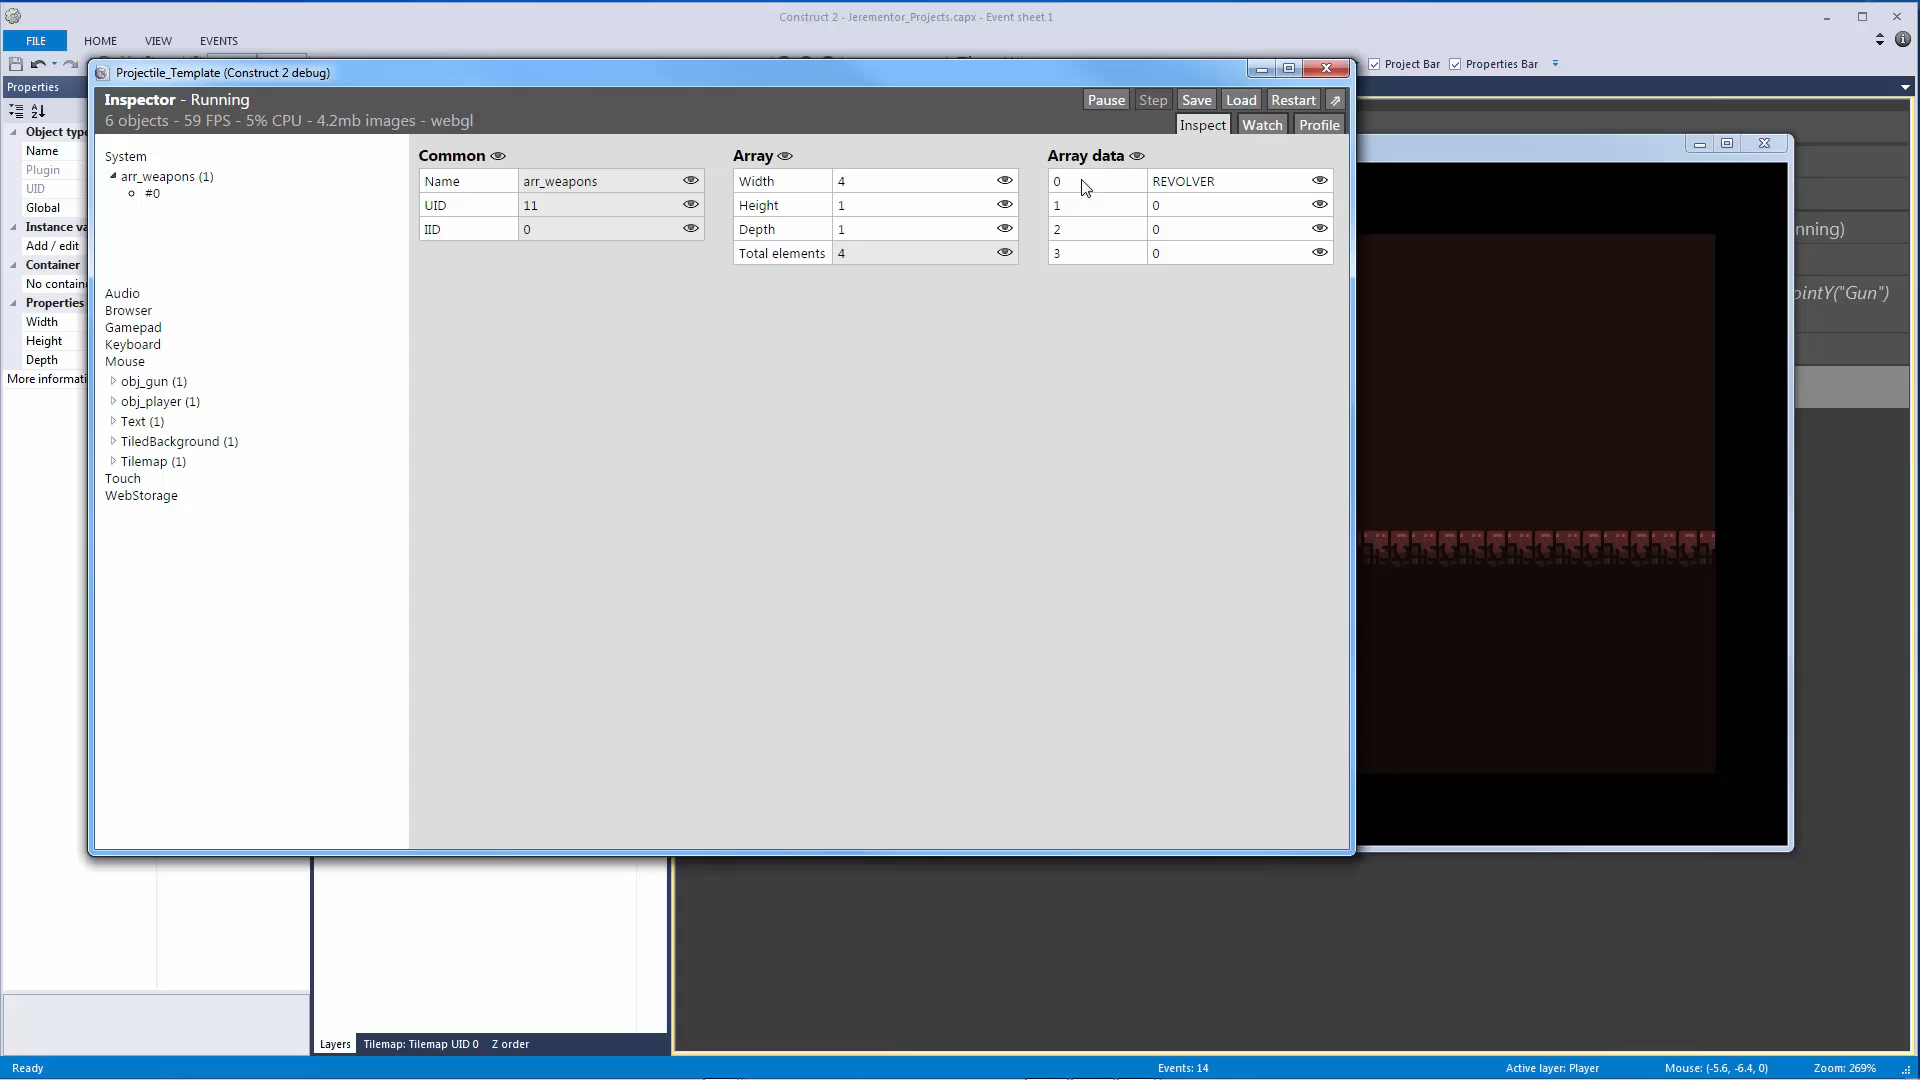 Construct 2 - Jerementor_Projects.capx - Event sheet 1
FILE HOME VIEW EVENTS
Project Bar Properties Bar
Properties
Object type
Name
Plugin
UID
Global
Instance va
Add / edit
Container
No contain
Properties
Width
Height
Depth
More informati
Projectile_Template (Construct 2 debug)
Inspector - Running
6 objects - 59 FPS - 5% CPU - 4.2mb images - webgl
Pause Step Save Load Restart
Inspect Watch Profile
System
arr_weapons (1)
#0
Audio
Browser
Gamepad
Keyboard
Mouse
obj_gun (1)
obj_player (1)
Text (1)
TiledBackground (1)
Tilemap (1)
Touch
WebStorage
Common
Name arr_weapons
UID 11
IID 0
Array
Width 4
Height 1
Depth 1
Total elements 4
Array data
0 REVOLVER
1 0
2 0
3 0
nning)
ointY("Gun")
Layers Tilemap: Tilemap UID 0 Z order
Ready Events: 14 Active layer: Player Mouse: (-5.6, -6.4, 0) Zoom: 269%